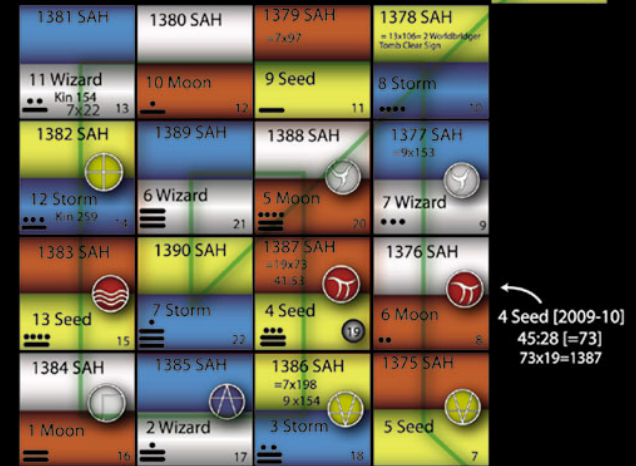 1381 SAH
11 Wizard
Kin 154
7x22
13
1380 SAH
10 Moon
12
1379 SAH
=7x97
9 Seed
11
1378 SAH
= 13x106= 2 Worldbridger
Tomb Clear Sign
8 Storm
10
1382 SAH
12 Storm
Kin 259
14
1389 SAH
6 Wizard
21
1388 SAH
5 Moon
20
1377 SAH
=9x153
7 Wizard
9
1383 SAH
13 Seed
15
1390 SAH
7 Storm
22
1387 SAH
=19x73
41:53
4 Seed
19
1376 SAH
6 Moon
8
4 Seed [2009-10]
45:28 [=73]
73x19=1387
1384 SAH
1 Moon
16
1385 SAH
2 Wizard
17
1386 SAH
=7x198
9 x154
3 Storm
18
1375 SAH
5 Seed
7